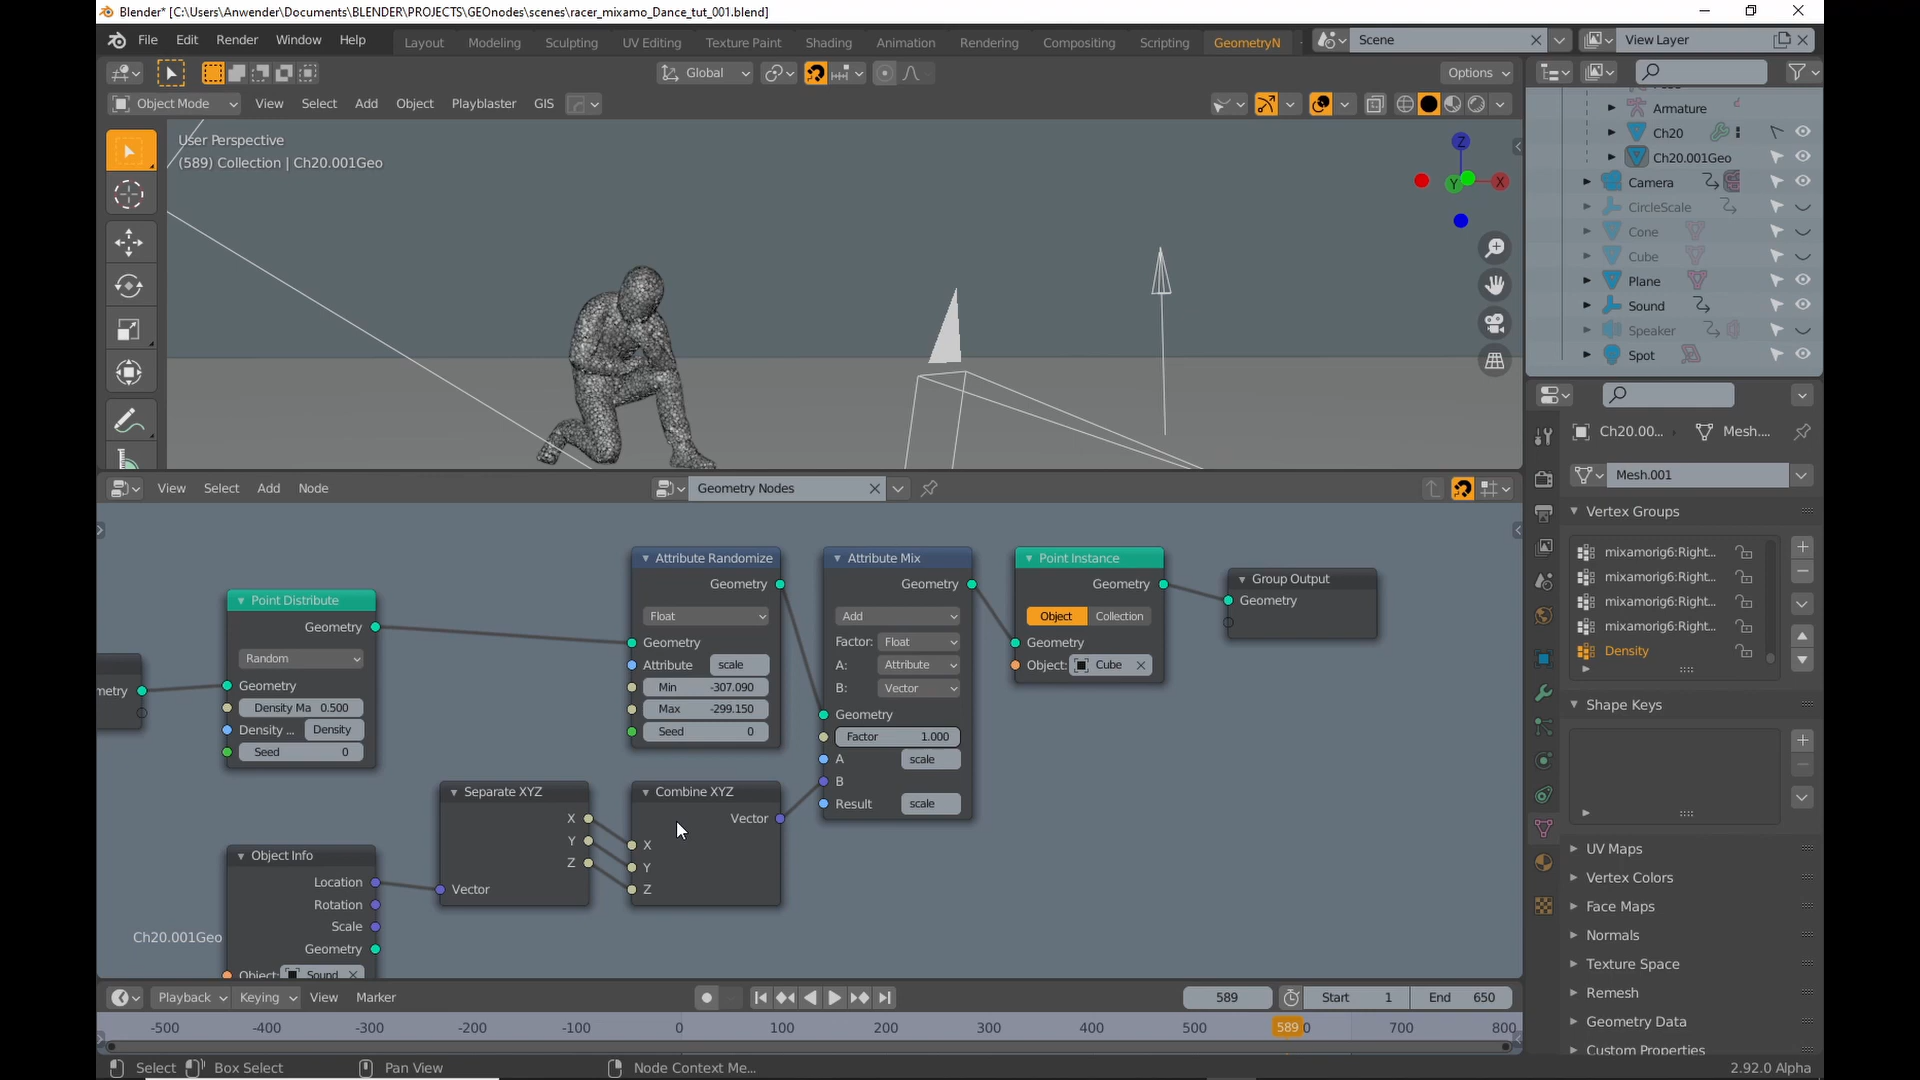 Blender* [C:\Users\Anwender\Documents\BLENDER\PROJECTS\GEOnodes\scenes\racer_mixamo_Dance_tut_001.blend]
File Edit Render Window Help Layout Modeling Sculpting UV Editing Texture Paint Shading Animation Rendering Compositing Scripting GeometryN Scene View Layer
Global Options
Object Mode View Select Add Object Playblaster GIS
User Perspective
(589) Collection | Ch20.001Geo
Z
Y X
Armature
Ch20
Ch20.001Geo
Camera
CircleScale
Cone
Cube
Plane
Sound
Speaker
Spot
Ch20.00... Mesh....
Mesh.001
Vertex Groups
mixamorig6:Right...
mixamorig6:Right...
mixamorig6:Right...
mixamorig6:Right...
Density
Shape Keys
UV Maps
Vertex Colors
Face Maps
Normals
Texture Space
Remesh
Geometry Data
Custom Properties
View Select Add Node Geometry Nodes
metry
Point Distribute
Geometry
Random
Geometry
Density Ma 0.500
Density ... Density
Seed 0
Attribute Randomize
Geometry
Float
Geometry
Attribute scale
Min -307.090
Max -299.150
Seed 0
Attribute Mix
Geometry
Add
Factor: Float
A: Attribute
B: Vector
Geometry
Factor 1.000
A scale
B
Result scale
Point Instance
Geometry
Object Collection
Geometry
Object: Cube
Group Output
Geometry
Separate XYZ
X
Y
Z
Vector
Combine XYZ
Vector
X
Y
Z
Object Info
Location
Rotation
Scale
Geometry
Object: Sound
Ch20.001Geo
Playback Keying View Marker 589 Start 1 End 650
-500 -400 -300 -200 -100 0 100 200 300 400 500 589 0 700 800
Select Box Select Pan View Node Context Me... 2.92.0 Alpha